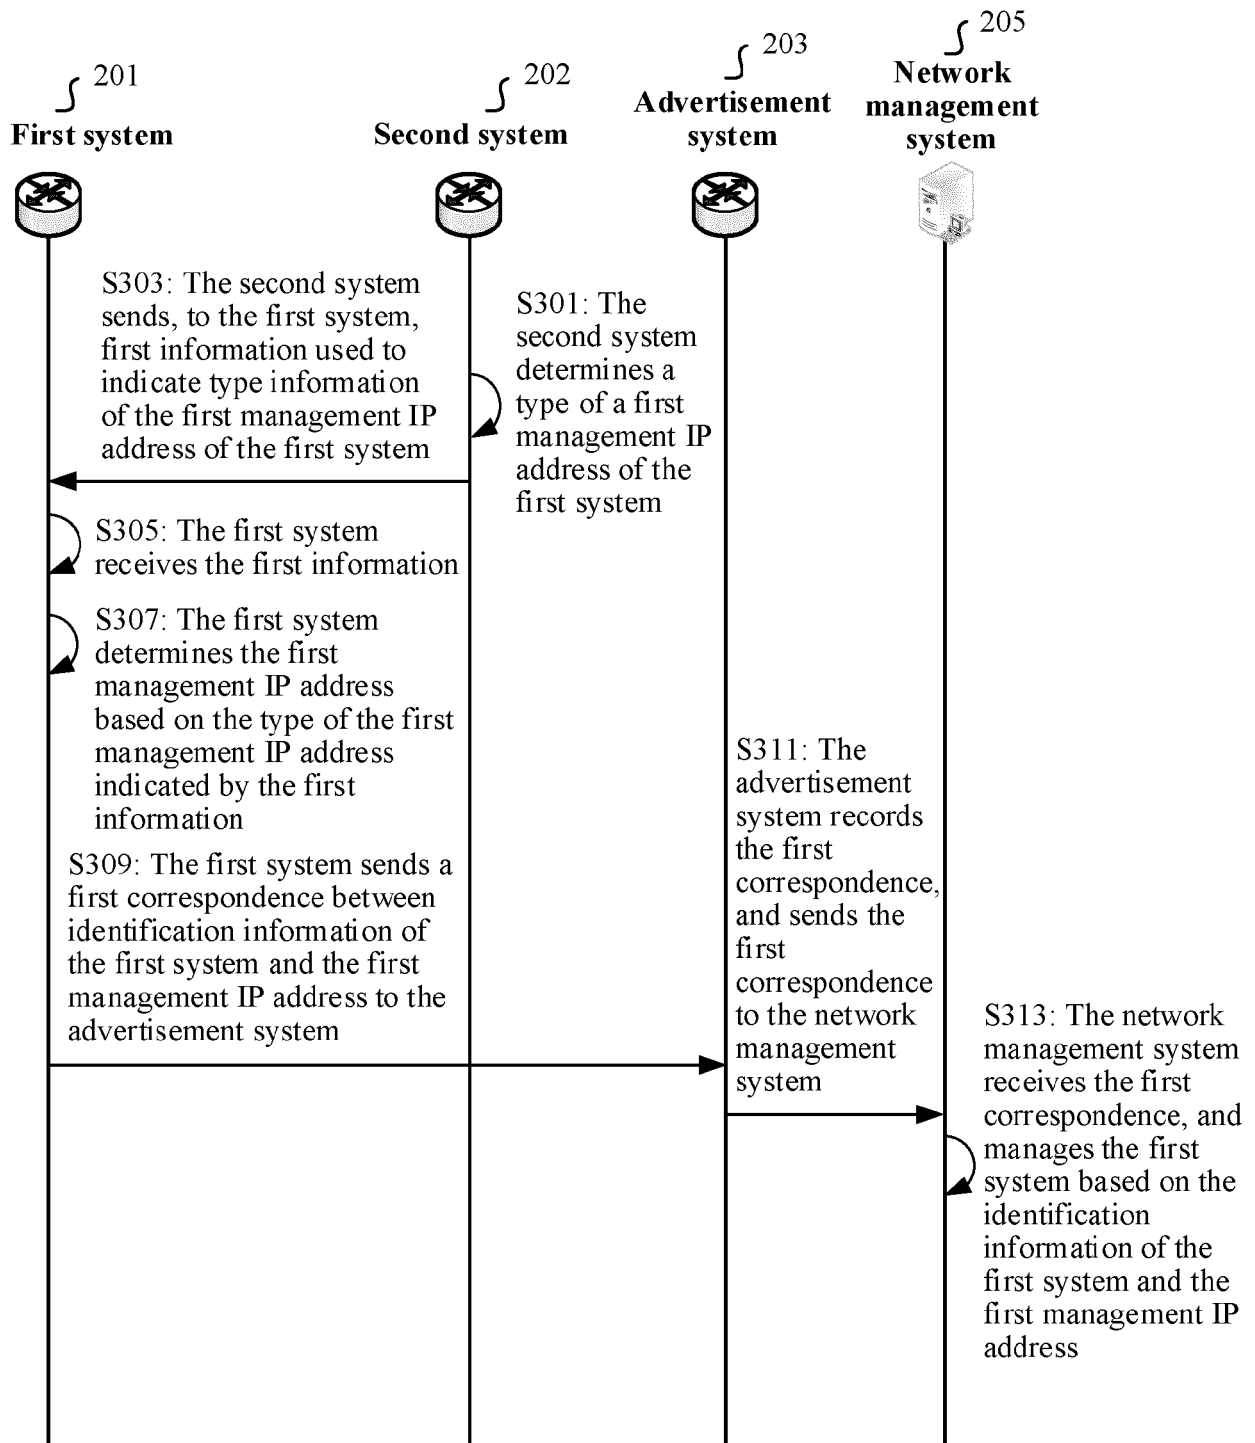 201
First system
202
Second system
203
Advertisement
system
205
Network
management
system
S303: The second system
sends, to the first system,
first information used to
indicate type information
of the first management IP
address of the first system
S301: The
second system
determines a
type of a first
management IP
address of the
first system
S305: The first system
receives the first information
S307: The first system
determines the first
management IP address
based on the type of the first
management IP address
indicated by the first
information
S309: The first system sends a
first correspondence between
identification information of
the first system and the first
management IP address to the
advertisement system
S311: The
advertisement
system records
the first
correspondence,
and sends the
first
correspondence
to the network
management
system
S313: The network
management system
receives the first
correspondence, and
manages the first
system based on the
identification
information of the
first system and the
first management IP
address